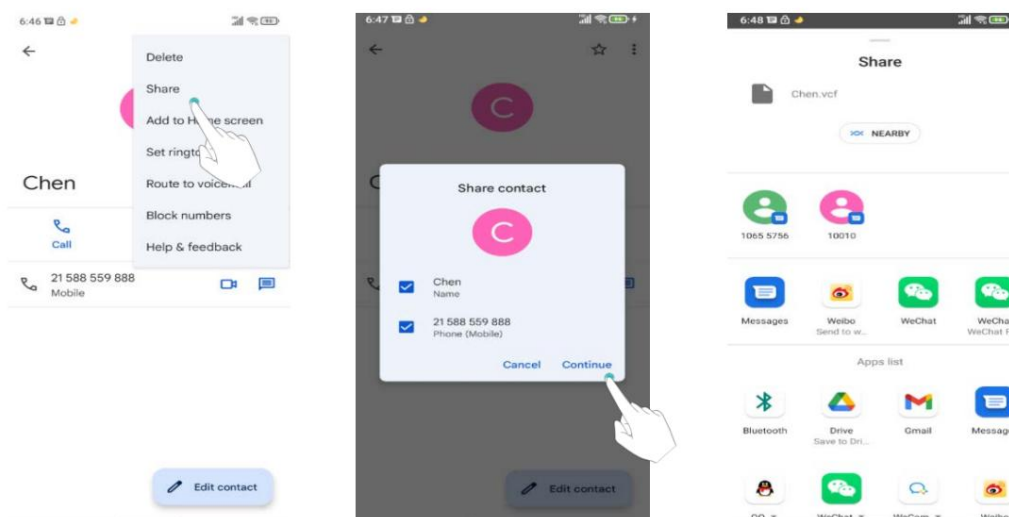 6:46
Delete
Share
Add to Home screen
Set
Route to
Block numbers
Help & feedback
Chen
Call
21 588 559 888
Mobile
Edit contact
6:47
C
Share contact
C
Chen
Name
21 588 559 888
Phone (Mobile)
Cancel Continue
Edit contact
6:48
Share
Chen.vcf
NEARBY
1065 5756 10010
Messages Weibo WeChat
Send to w...
Apps list
Bluetooth Drive Gmail
Save to Dri...